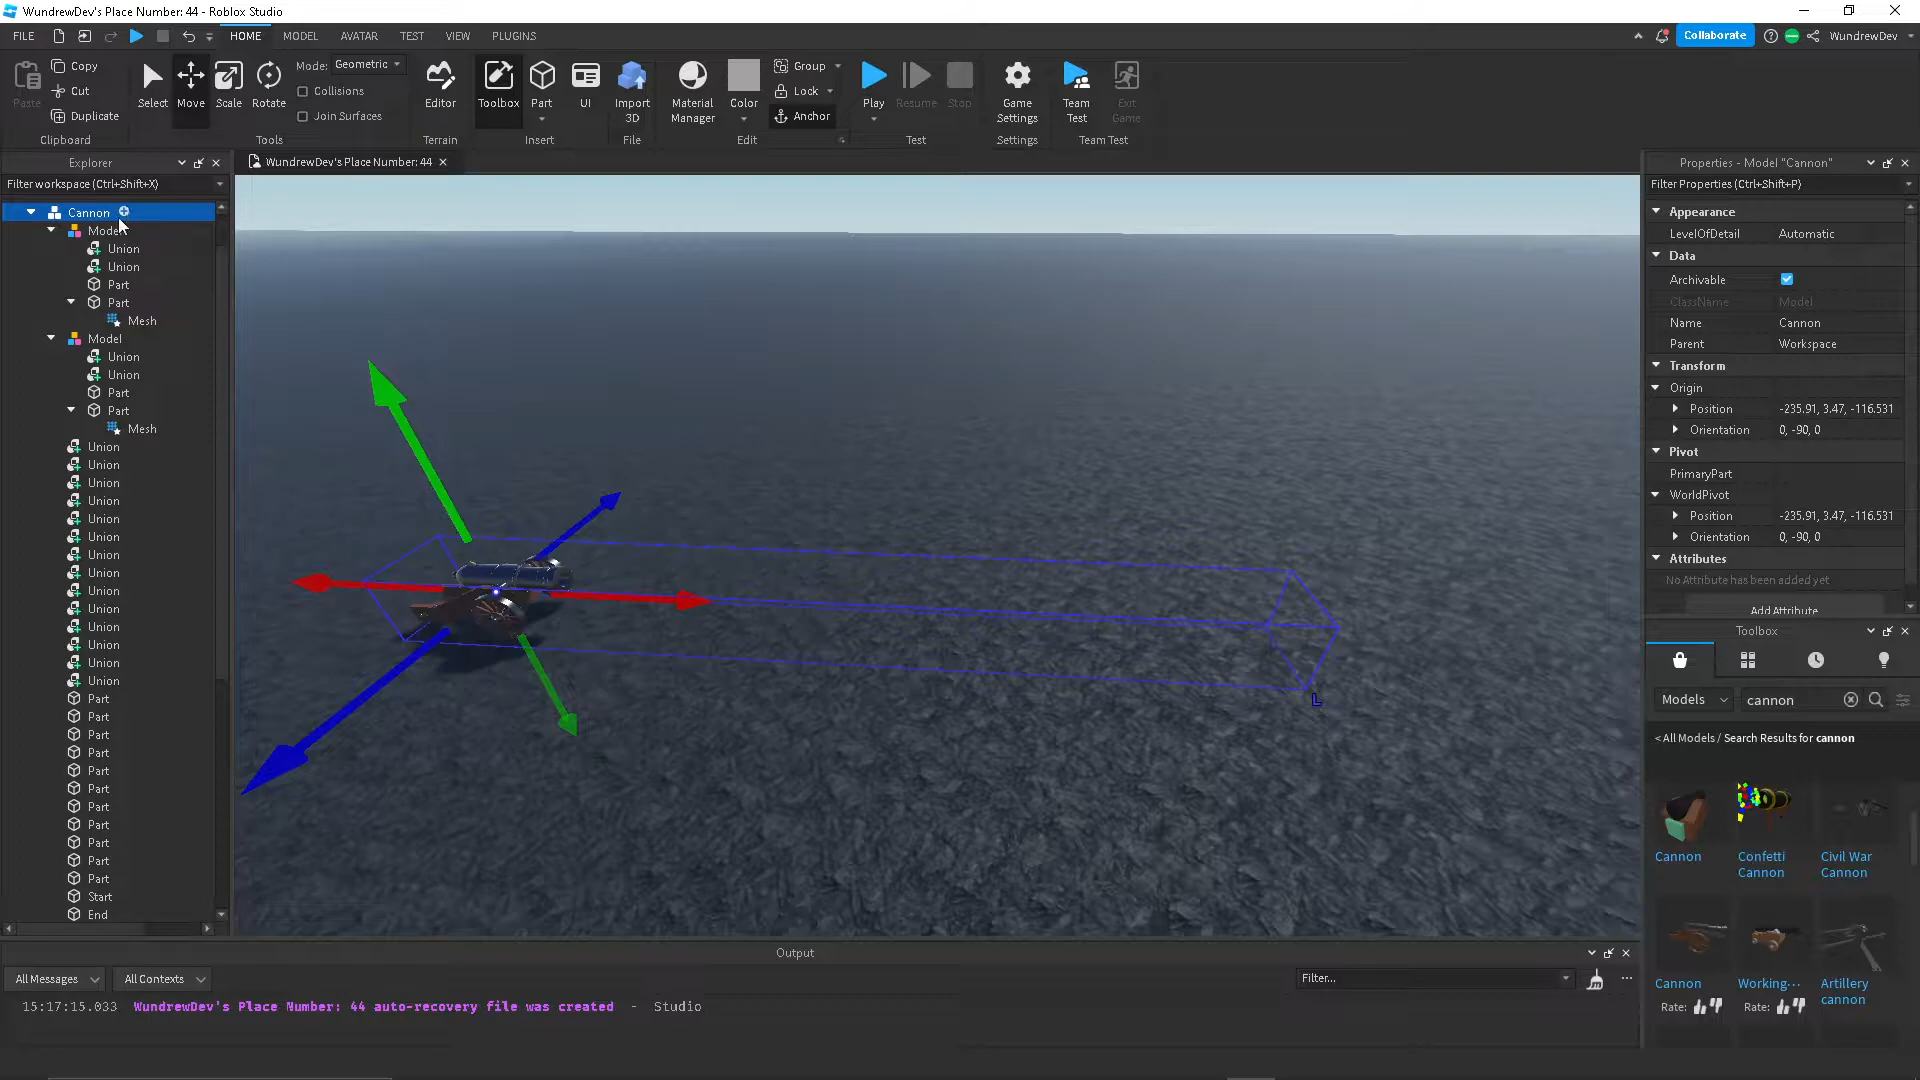 WundrewDev's Place Number: 44 - Roblox Studio
FILE
HOME
MODEL
AVATAR
TEST
VIEW
PLUGINS
Collaborate
WundrewDev
Paste
Copy
Cut
Duplicate
Clipboard
Select
Move
Scale
Rotate
Mode: Geometric
Collisions
Join Surfaces
Tools
Editor
Terrain
Toolbox
Part
UI
Insert
Import
3D
File
Material
Manager
Color
Group
Lock
Anchor
Edit
Play
Resume
Stop
Test
Game
Settings
Settings
Team
Test
Exit
Game
Team Test
Explorer
WundrewDev's Place Number: 44
Properties - Model "Cannon"
Filter workspace (Ctrl+Shift+X)
Cannon
Model
Union
Union
Part
Part
Mesh
Model
Union
Union
Part
Part
Mesh
Union
Union
Union
Union
Union
Union
Union
Union
Union
Union
Union
Union
Union
Union
Part
Part
Part
Part
Part
Part
Part
Part
Part
Part
Part
Start
End
L
Filter Properties (Ctrl+Shift+P)
Appearance
LevelOfDetail Automatic
Data
Archivable
ClassName Model
Name Cannon
Parent Workspace
Transform
Origin
Position -235.91, 3.47, -116.531
Orientation 0, -90, 0
Pivot
PrimaryPart
WorldPivot
Position -235.91, 3.47, -116.531
Orientation 0, -90, 0
Attributes
No Attribute has been added yet
Add Attribute
Toolbox
Models cannon
< All Models / Search Results for cannon
Cannon
Confetti
Cannon
Civil War
Cannon
Cannon
Rate:
Working...
Rate:
Artillery
cannon
Output
All Messages
All Contexts
Filter...
15:17:15.033 WundrewDev's Place Number: 44 auto-recovery file was created - Studio